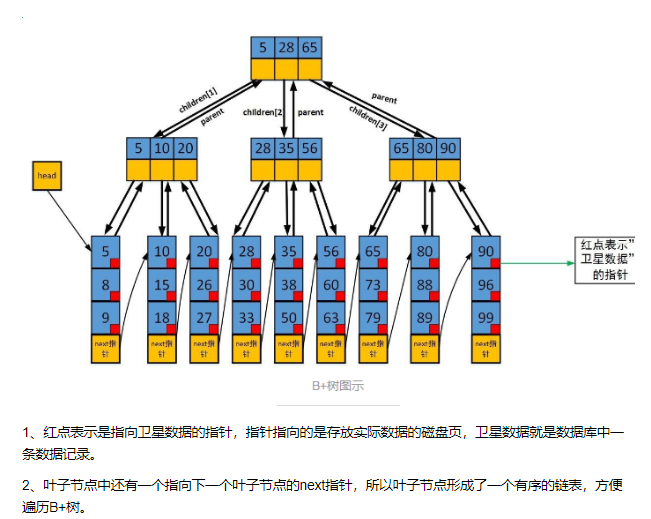 5 28 65
children[1]
parent
children[2
parent
parent
children[3]
5 10 20
28 35 56
65 80 90
head
5 10 20 28 35 56 65 80 90
8 15 26 30 38 60 73 88 96
9 18 27 33 50 63 79 89 99
next指针 next指针 next指针 next指针 next指针 next指针 next指针 next指针 next指针
红点表示"
卫星数据”
的指针
B+树图示
1、红点表示是指向卫星数据的指针，指针指向的是存放实际数据的磁盘页，卫星数据就是数据库中一
条数据记录。
2、叶子节点中还有一个指向下一个叶子节点的next指针，所以叶子节点形成了一个有序的链表，方便
遍历B+树。